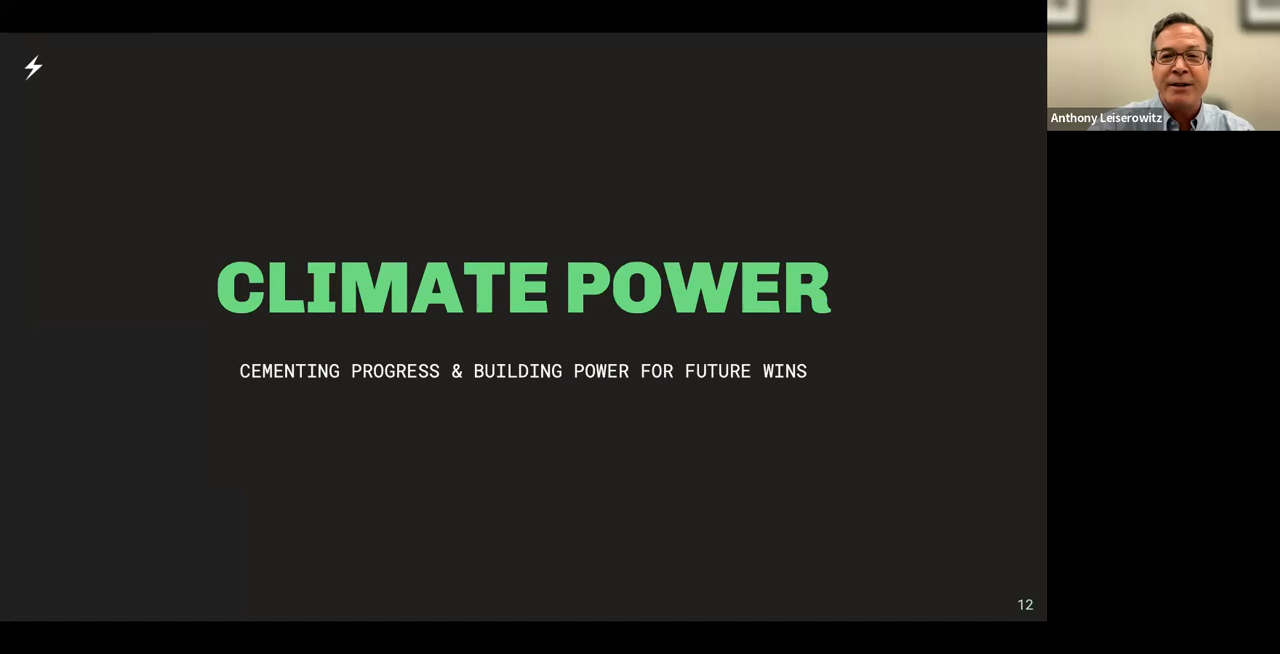 CLIMATE POWER
CEMENTING PROGRESS & BUILDING POWER FOR FUTURE WINS
12
Anthony Leiserowitz